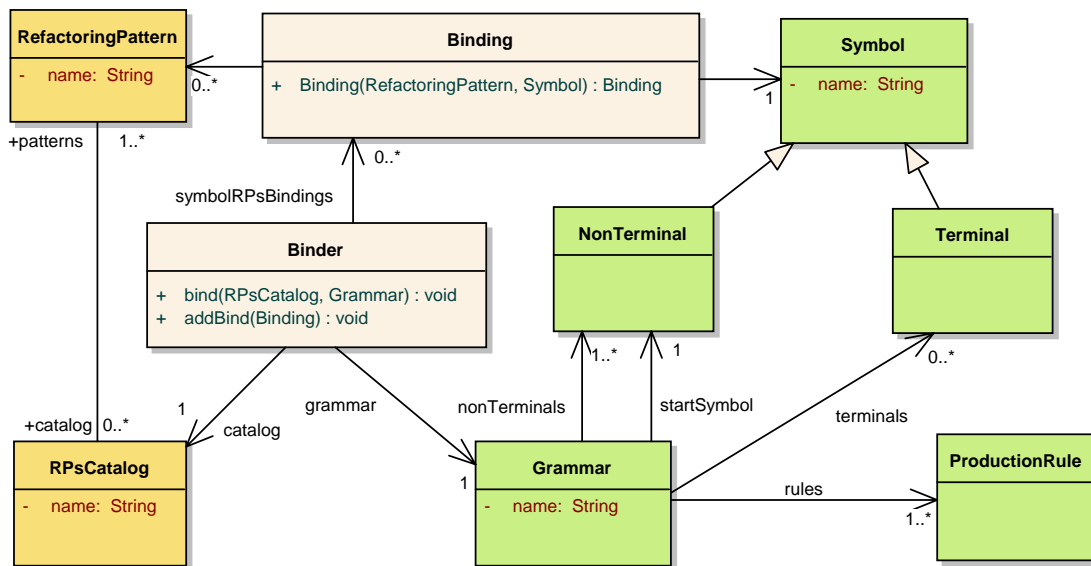 RefactoringPattern
- name: String
Binding
+ Binding(RefactoringPattern, Symbol) : Binding
Symbol
- name: String
0..*
1
+patterns
1..*
0..*
symbolRPsBindings
Binder
+ bind(RPsCatalog, Grammar) : void
+ addBind(Binding) : void
NonTerminal
Terminal
1..*
1
0..*
grammar
nonTerminals
startSymbol
terminals
1
+catalog
0..*
catalog
RPsCatalog
- name: String
1
Grammar
- name: String
rules
ProductionRule
1..*